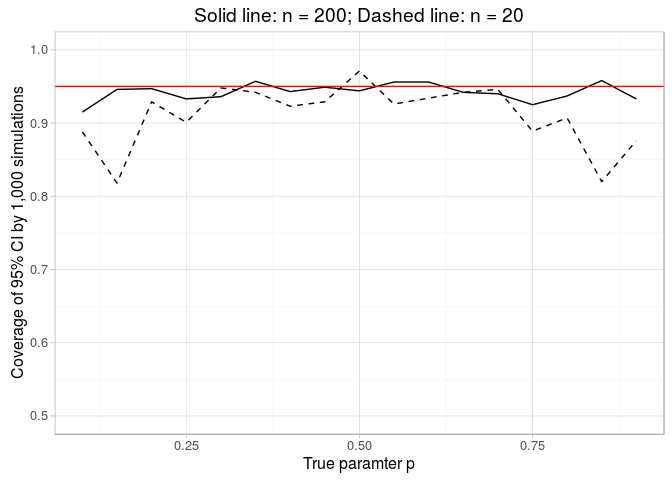 Solid line: n = 200; Dashed line: n = 20
Coverage of 95% CI by 1,000 simulations
1.0
0.9
0.8
0.7
0.6
0.5
0.25 0.50 0.75
True paramter p